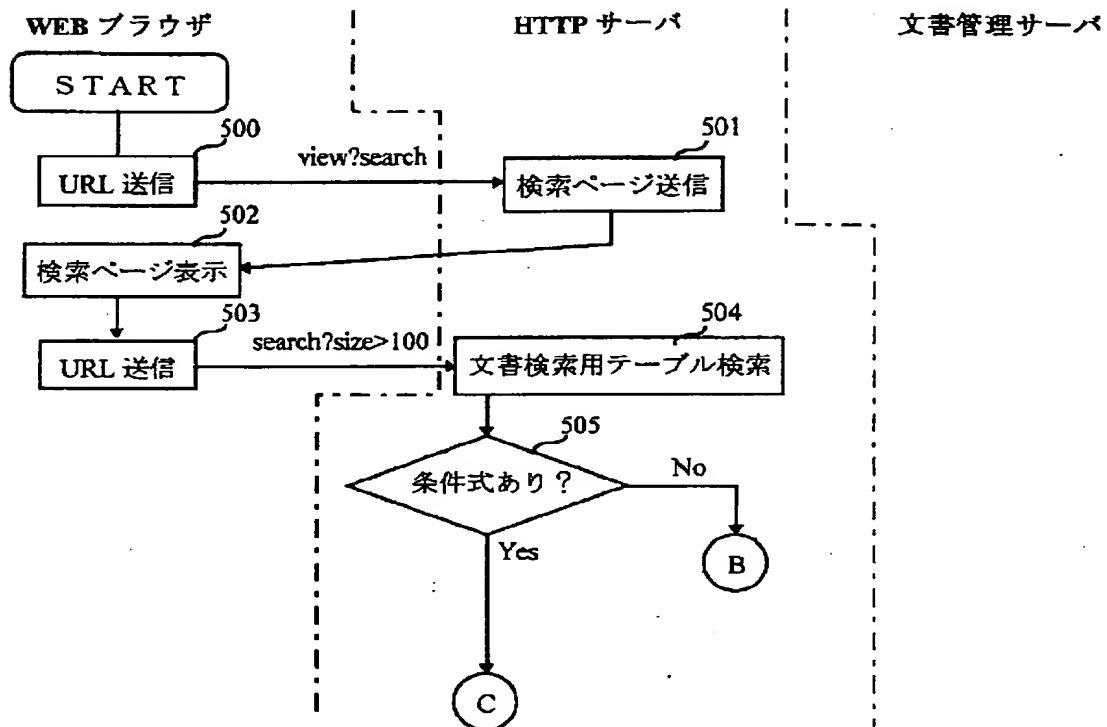 WEB ブラウザ
HTTP サーバ
文書管理サーバ
START
500
view?search
501
URL 送信
検索ページ送信
502
検索ページ表示
503
search?size>100
504
URL 送信
文書検索用テーブル検索
505
条件式あり？
No
Yes
B
C